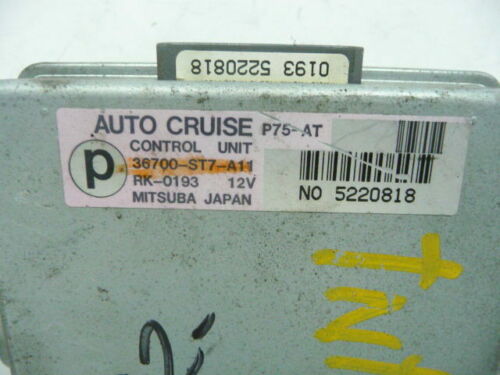 0193 5220818
AUTO CRUISE P75-AT
p
CONTROL UNIT
36700-ST7-A11
RK-0193 12V
MITSUBA JAPAN
NO 5220818